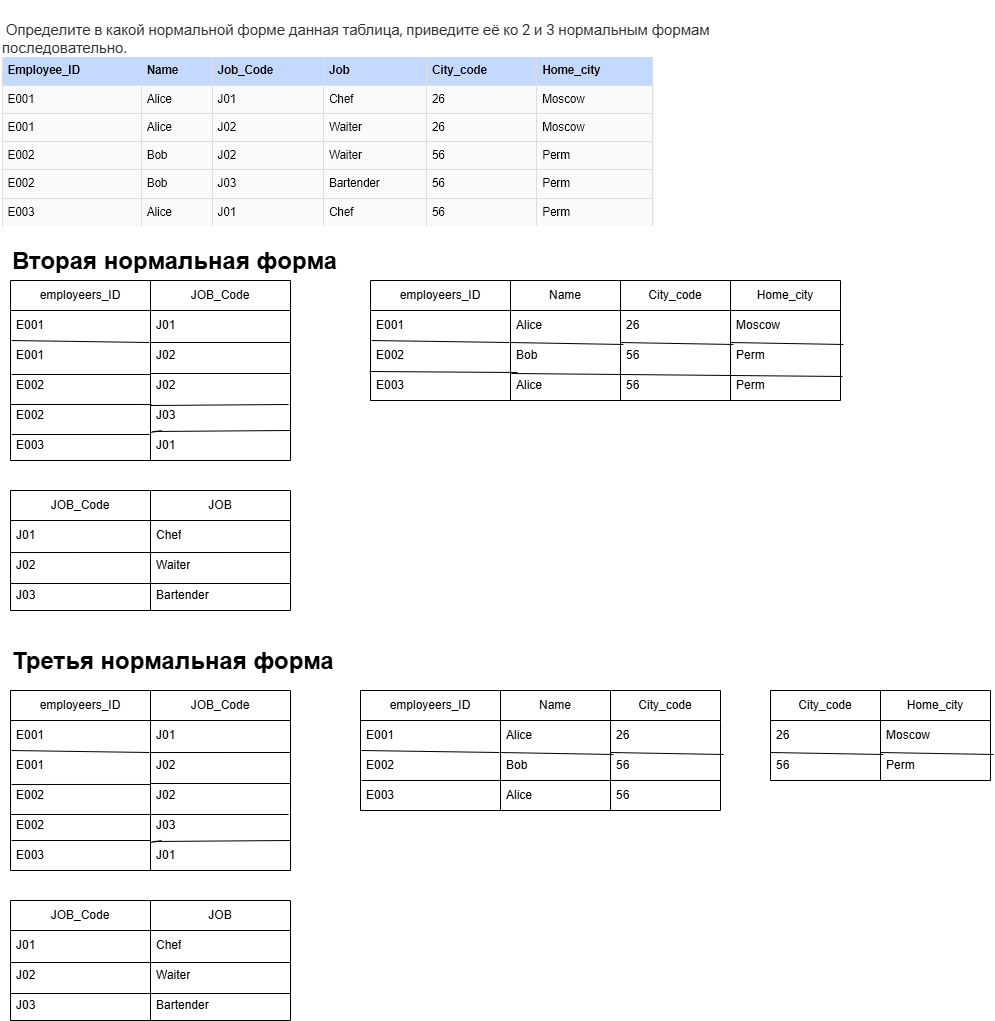 Определите в какой нормальной форме данная таблица, приведите её ко 2 и 3 нормальным формам
последовательно.
Employee_ID Name Job_Code Job City_code Home_city
E001 Alice J01 Chef 26 Moscow
E001 Alice J02 Waiter 26 Moscow
E002 Bob J02 Waiter 56 Perm
E002 Bob J03 Bartender 56 Perm
E003 Alice J01 Chef 56 Perm
Вторая нормальная форма
employeers_ID JOB_Code
E001 J01
E001 J02
E002 J02
E002 J03
E003 J01
employeers_ID Name City_code Home_city
E001 Alice 26 Moscow
E002 Bob 56 Perm
E003 Alice 56 Perm
JOB_Code JOB
J01 Chef
J02 Waiter
J03 Bartender
Третья нормальная форма
employeers_ID JOB_Code
E001 J01
E001 J02
E002 J02
E002 J03
E003 J01
employeers_ID Name City_code
E001 Alice 26
E002 Bob 56
E003 Alice 56
City_code Home_city
26 Moscow
56 Perm
JOB_Code JOB
J01 Chef
J02 Waiter
J03 Bartender